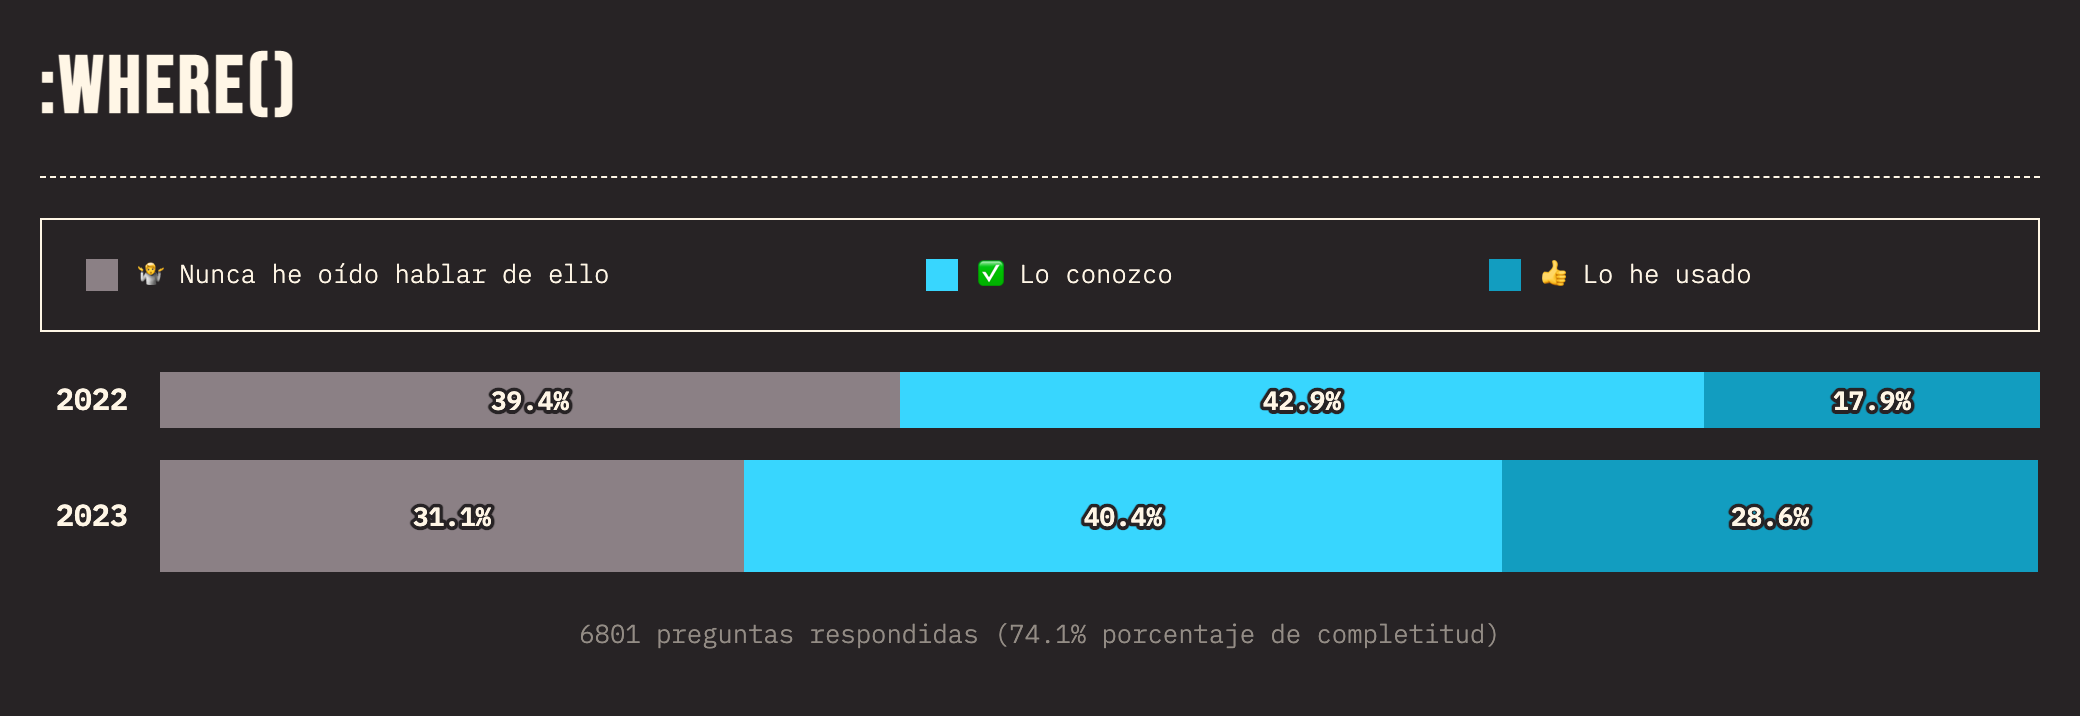 :WHERE()
Nunca he oído hablar de ello
Lo conozco
Lo he usado
2022 39.4% 42.9% 17.9%
2023 31.1% 40.4% 28.6%
6801 preguntas respondidas (74.1% porcentaje de completitud)